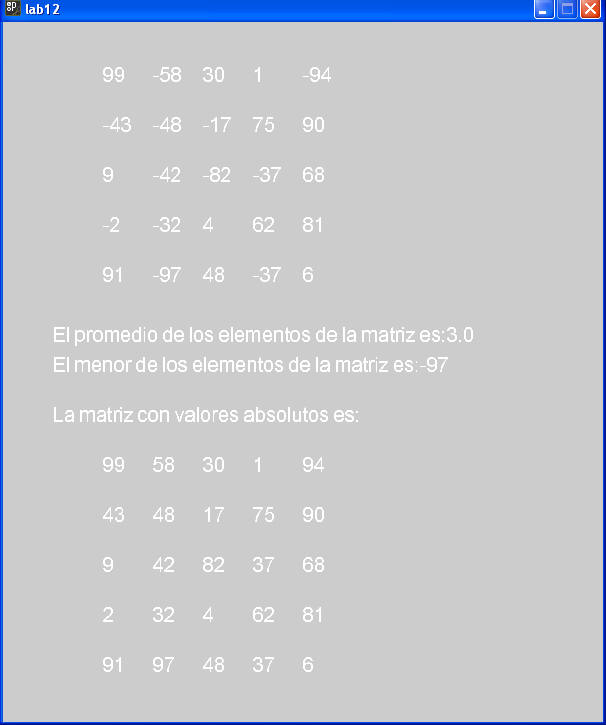 lab12
99 -58 30 1 -94
-43 -48 -17 75 90
9 -42 -82 -37 68
-2 -32 4 62 81
91 -97 48 -37 6
El promedio de los elementos de la matriz es:3.0
El menor de los elementos de la matriz es:-97
La matriz con valores absolutos es:
99 58 30 1 94
43 48 17 75 90
9 42 82 37 68
2 32 4 62 81
91 97 48 37 6